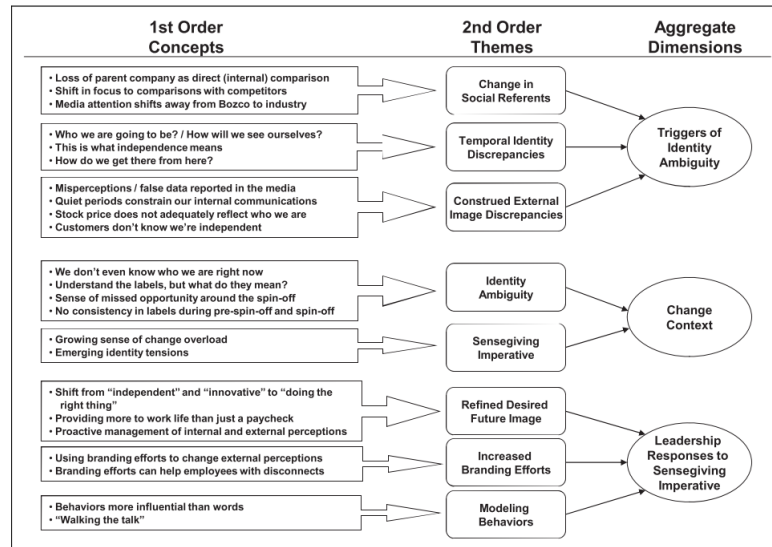 1st Order
Concepts
2nd Order
Themes
Aggregate
Dimensions
• Loss of parent company as direct (internal) comparison
• Shift in focus to comparisons with competitors
• Media attention shifts away from Bozco to industry
Change in
Social Referents
• Who we are going to be? / How will we see ourselves?
• This is what independence means
• How do we get there from here?
Temporal Identity
Discrepancies
• Misperceptions / false data reported in the media
• Quiet periods constrain our internal communications
• Stock price does not adequately reflect who we are
• Customers don't know we're independent
Construed External
Image Discrepancies
Triggers of
Identity
Ambiguity
• We don't even know who we are right now
• Understand the labels, but what do they mean?
• Sense of missed opportunity around the spin-off
• No consistency in labels during pre-spin-off and spin-off
Identity
Ambiguity
• Growing sense of change overload
• Emerging identity tensions
Sensegiving
Imperative
Change
Context
• Shift from “independent” and “innovative” to “doing the
right thing”
• Providing more to work life than just a paycheck
• Proactive management of internal and external perceptions
Refined Desired
Future Image
• Using branding efforts to change external perceptions
• Branding efforts can help employees with disconnects
Increased
Branding Efforts
• Behaviors more influential than words
• “Walking the talk”
Modeling
Behaviors
Leadership
Responses to
Sensegiving
Imperative